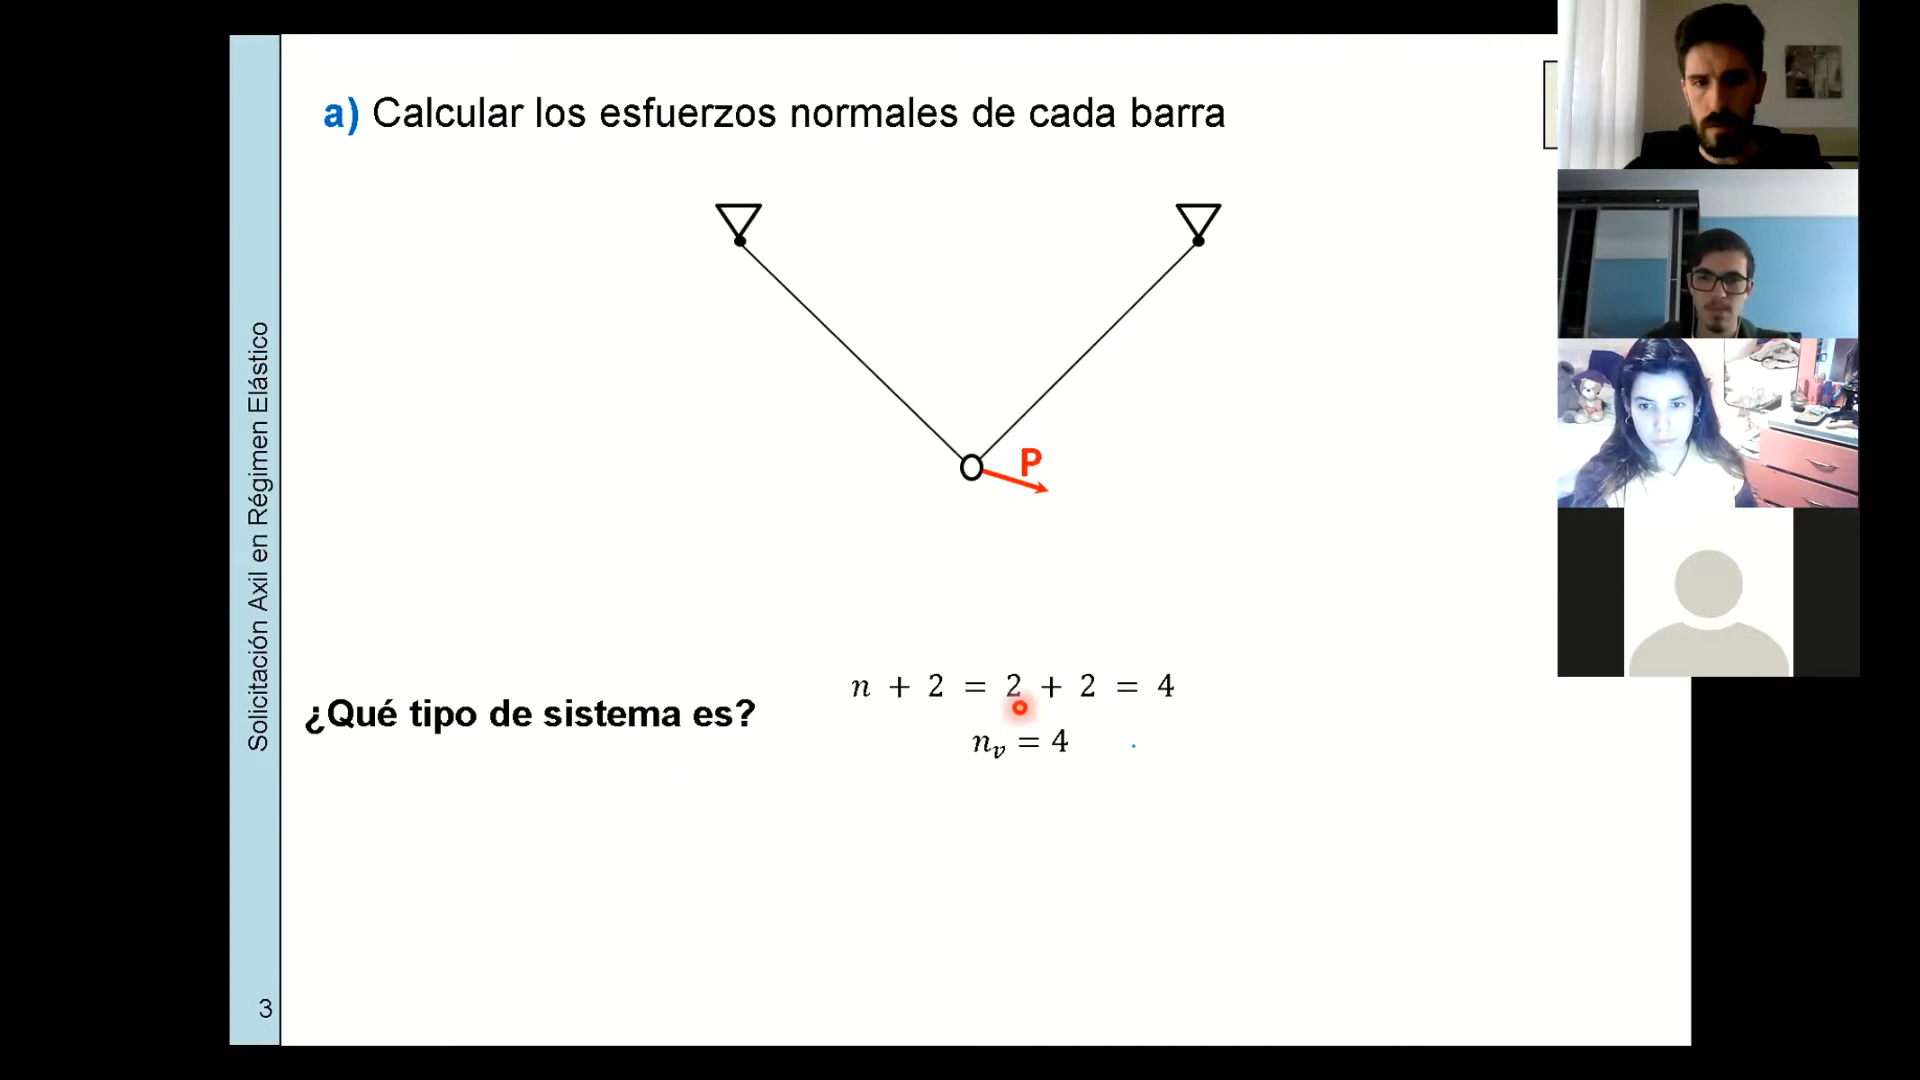 a) Calcular los esfuerzos normales de cada barra
P
Solicitación Axil en Régimen Elástico
¿Qué tipo de sistema es?
n + 2 = 2 + 2 = 4
nᵥ = 4
3